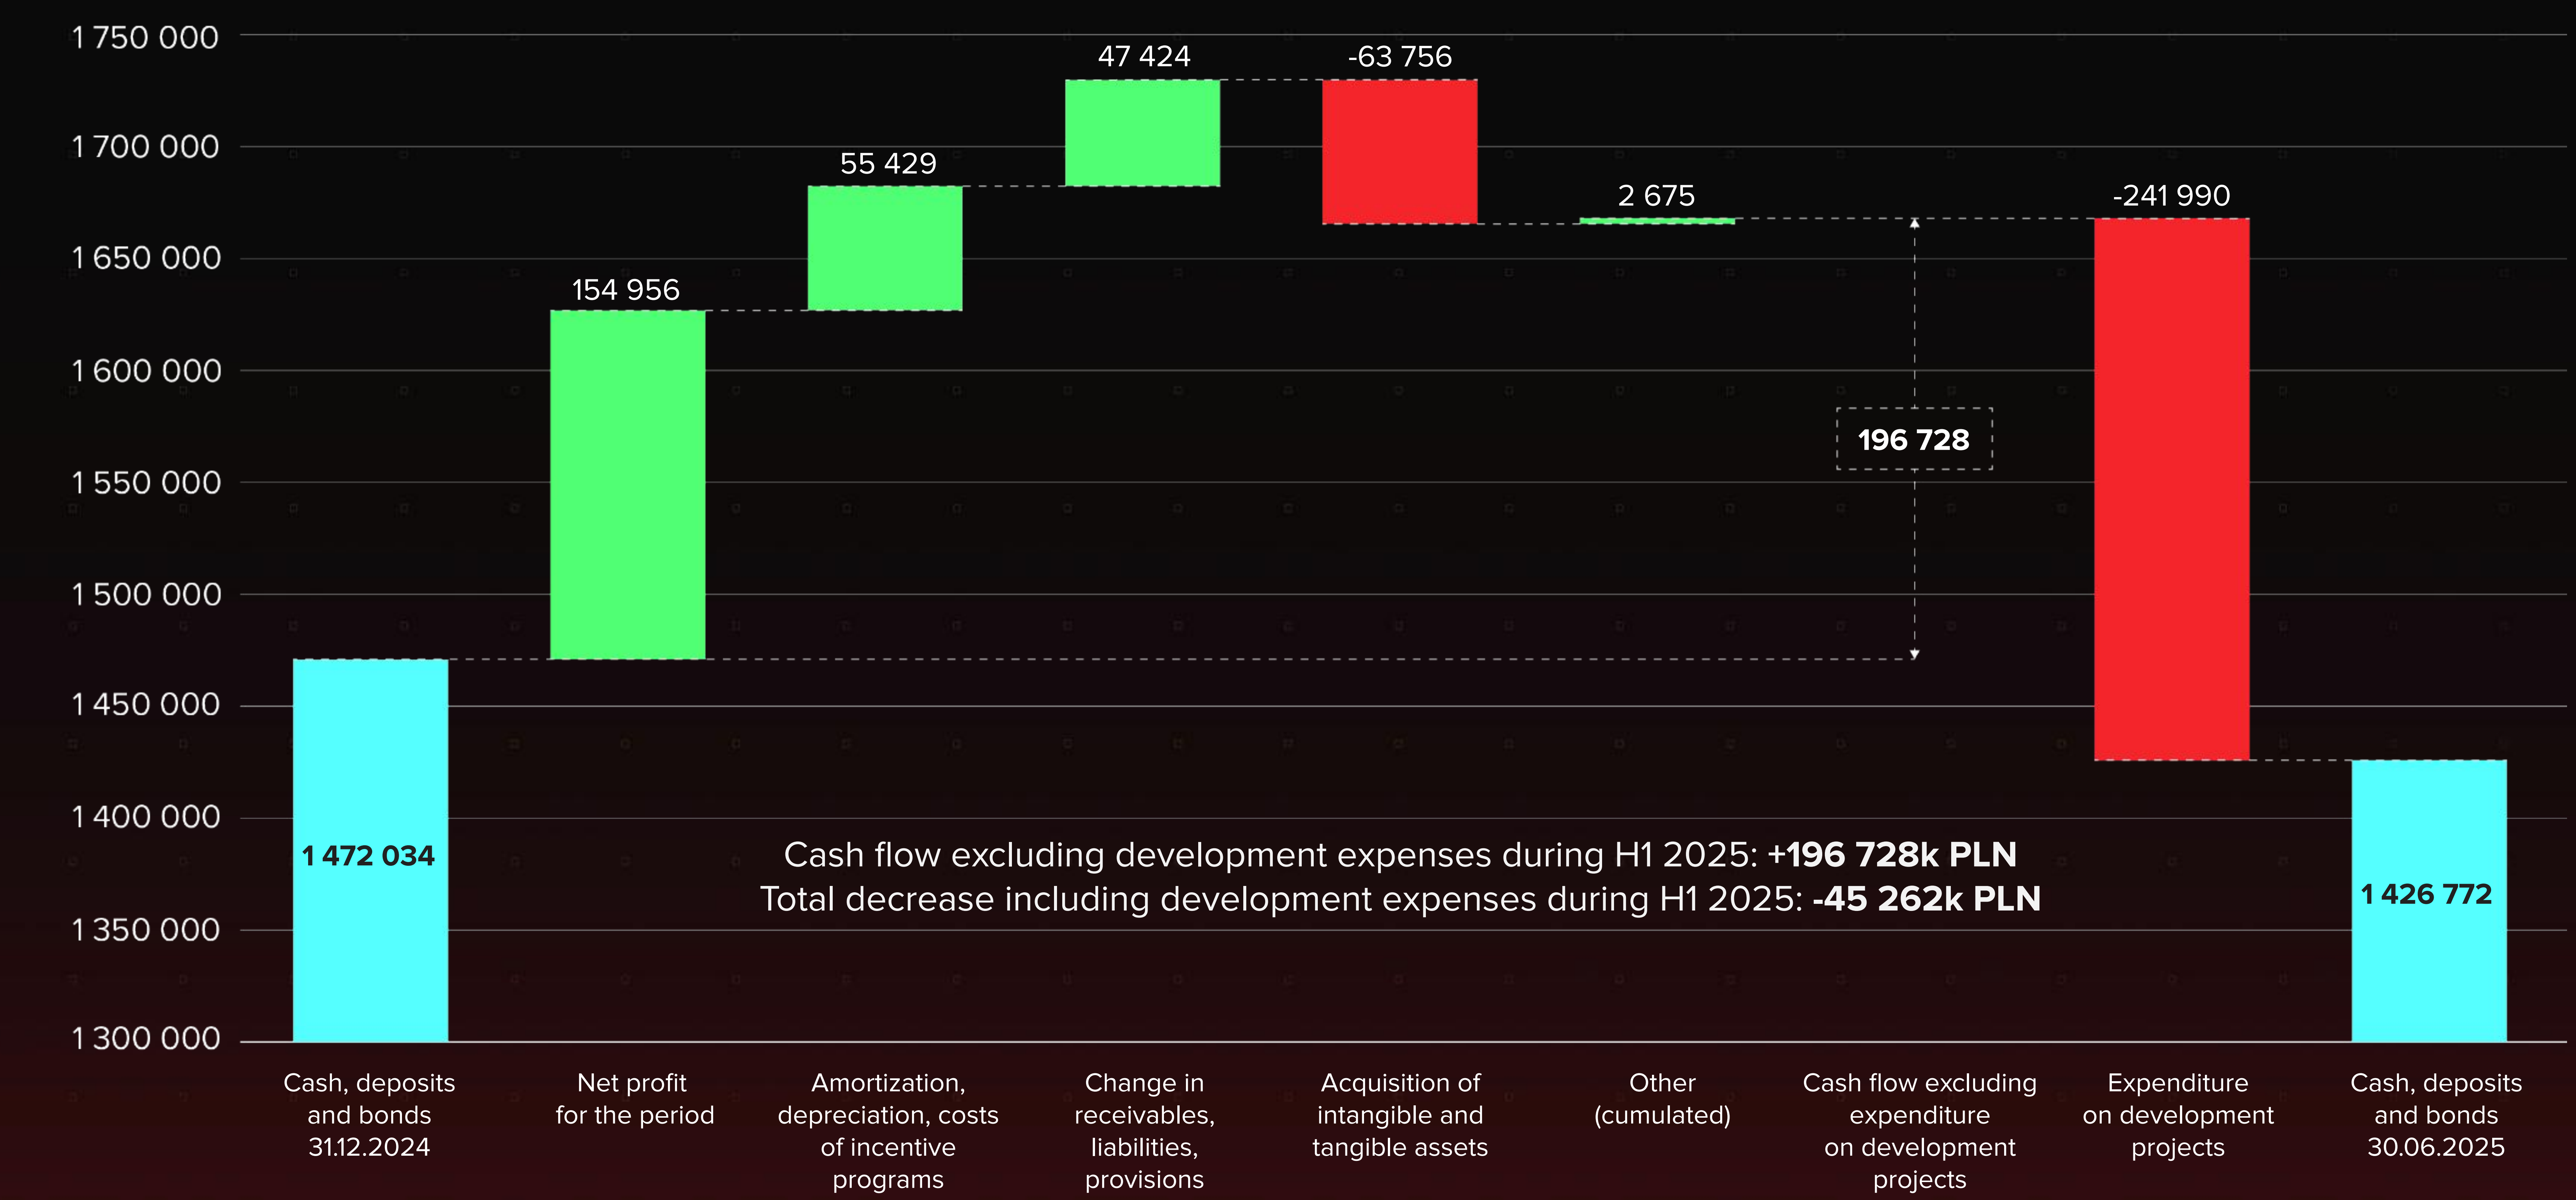 1 750 000
1 700 000
1 650 000
1 600 000
1 550 000
1 500 000
1 450 000
1 400 000
1 350 000
1 300 000
1 472 034
154 956
55 429
47 424
-63 756
2 675
196 728
-241 990
1 426 772
Cash flow excluding development expenses during H1 2025: +196 728k PLN
Total decrease including development expenses during H1 2025: -45 262k PLN
Cash, deposits
and bonds
31.12.2024
Net profit
for the period
Amortization,
depreciation, costs
of incentive
programs
Change in
receivables,
liabilities,
provisions
Acquisition of
intangible and
tangible assets
Other
(cumulated)
Cash flow excluding
expenditure
on development
projects
Expenditure
on development
projects
Cash, deposits
and bonds
30.06.2025